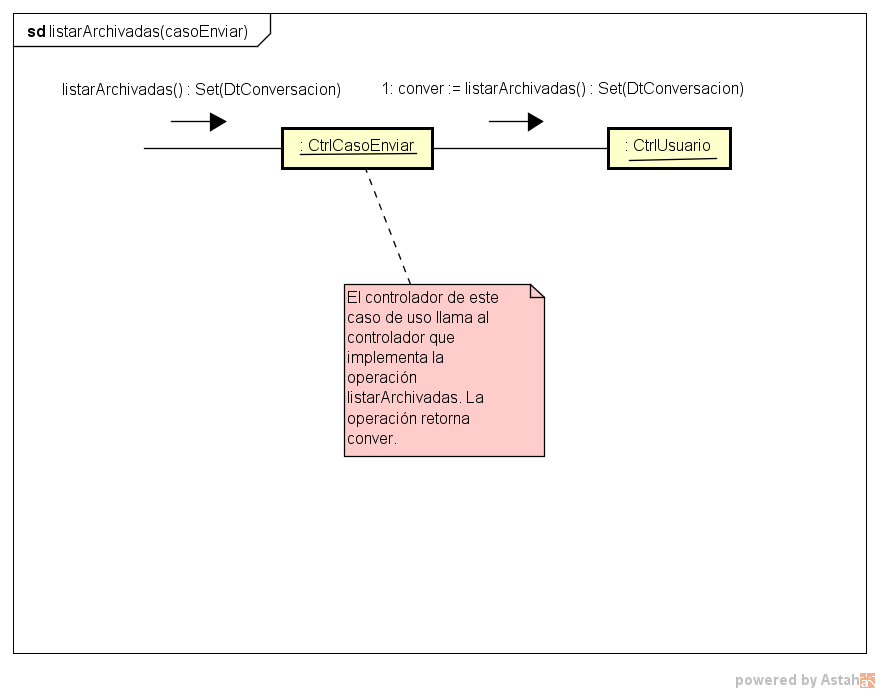 sd listarArchivadas(casoEnviar)
listarArchivadas() : Set(DtConversacion)
1: conver := listarArchivadas() : Set(DtConversacion)
: CtrlCasoEnviar
: CtrlUsuario
El controlador de este
caso de uso llama al
controlador que
implementa la
operación
listarArchivadas. La
operación retorna
conver.
powered by Astah